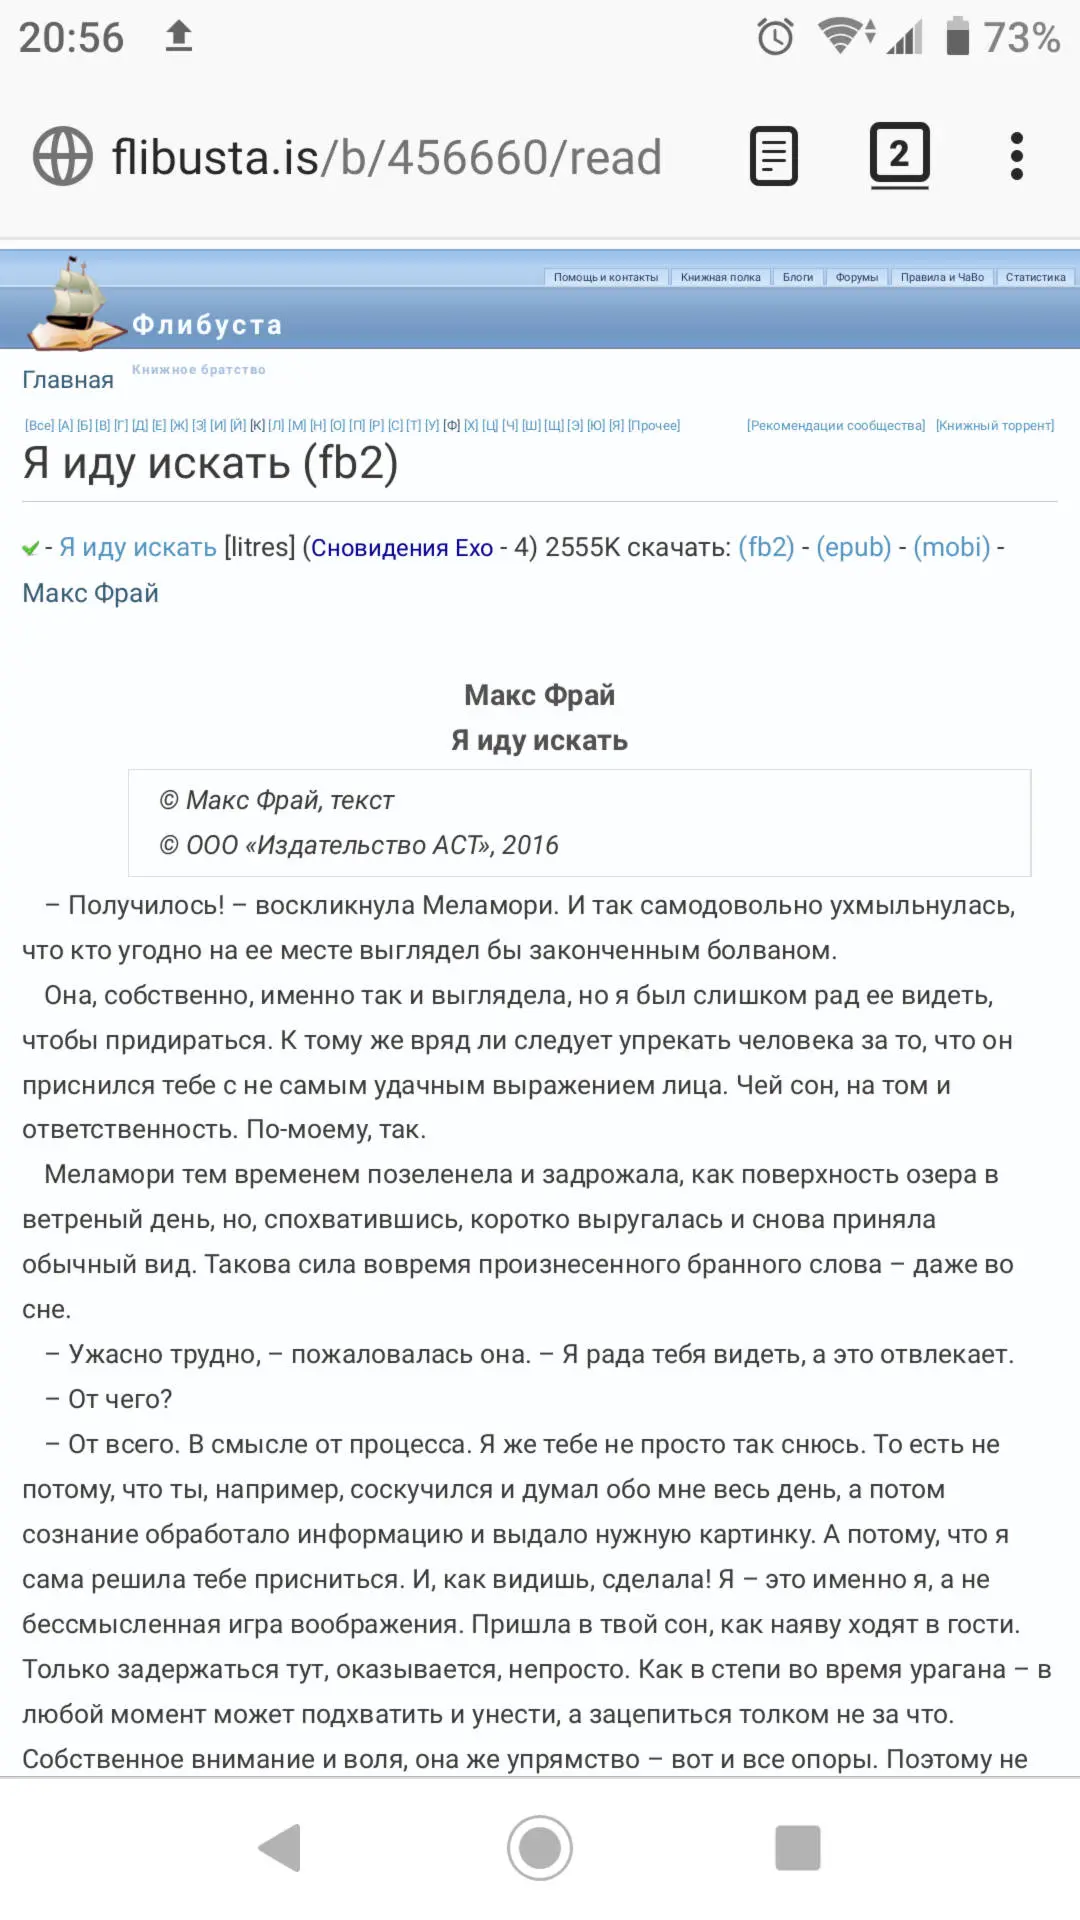 20:56 73%
flibusta.is/b/456660/read 2
Помощь и контакты Книжная полка Блоги Форумы Правила и ЧаВо Статистика
Флибуста
Книжное братство
Главная
[Все] [А] [Б] [В] [Г] [Д] [Е] [Ж] [З] [И] [Й] [К] [Л] [М] [Н] [О] [П] [Р] [С] [Т] [У] [Ф] [Х] [Ц] [Ч] [Ш] [Щ] [Э] [Ю] [Я] [Прочее] [Рекомендации сообщества] [Книжный торрент]
Я иду искать (fb2)
- Я иду искать [litres] (Сновидения Ехо - 4) 2555K скачать: (fb2) - (epub) - (mobi) -
Макс Фрай
Макс Фрай
Я иду искать
© Макс Фрай, текст
© ООО «Издательство АСТ», 2016
– Получилось! – воскликнула Меламори. И так самодовольно ухмыльнулась,
что кто угодно на ее месте выглядел бы законченным болваном.
Она, собственно, именно так и выглядела, но я был слишком рад ее видеть,
чтобы придираться. К тому же вряд ли следует упрекать человека за то, что он
приснился тебе с не самым удачным выражением лица. Чей сон, на том и
ответственность. По-моему, так.
Меламори тем временем позеленела и задрожала, как поверхность озера в
ветреный день, но, спохватившись, коротко выругалась и снова приняла
обычный вид. Такова сила вовремя произнесенного бранного слова – даже во
сне.
– Ужасно трудно, – пожаловалась она. – Я рада тебя видеть, а это отвлекает.
– От чего?
– От всего. В смысле от процесса. Я же тебе не просто так снюсь. То есть не
потому, что ты, например, соскучился и думал обо мне весь день, а потом
сознание обработало информацию и выдало нужную картинку. А потому, что я
сама решила тебе присниться. И, как видишь, сделала! Я – это именно я, а не
бессмысленная игра воображения. Пришла в твой сон, как наяву ходят в гости.
Только задержаться тут, оказывается, непросто. Как в степи во время урагана – в
любой момент может подхватить и унести, а зацепиться толком не за что.
Собственное внимание и воля, она же упрямство – вот и все опоры. Поэтому не